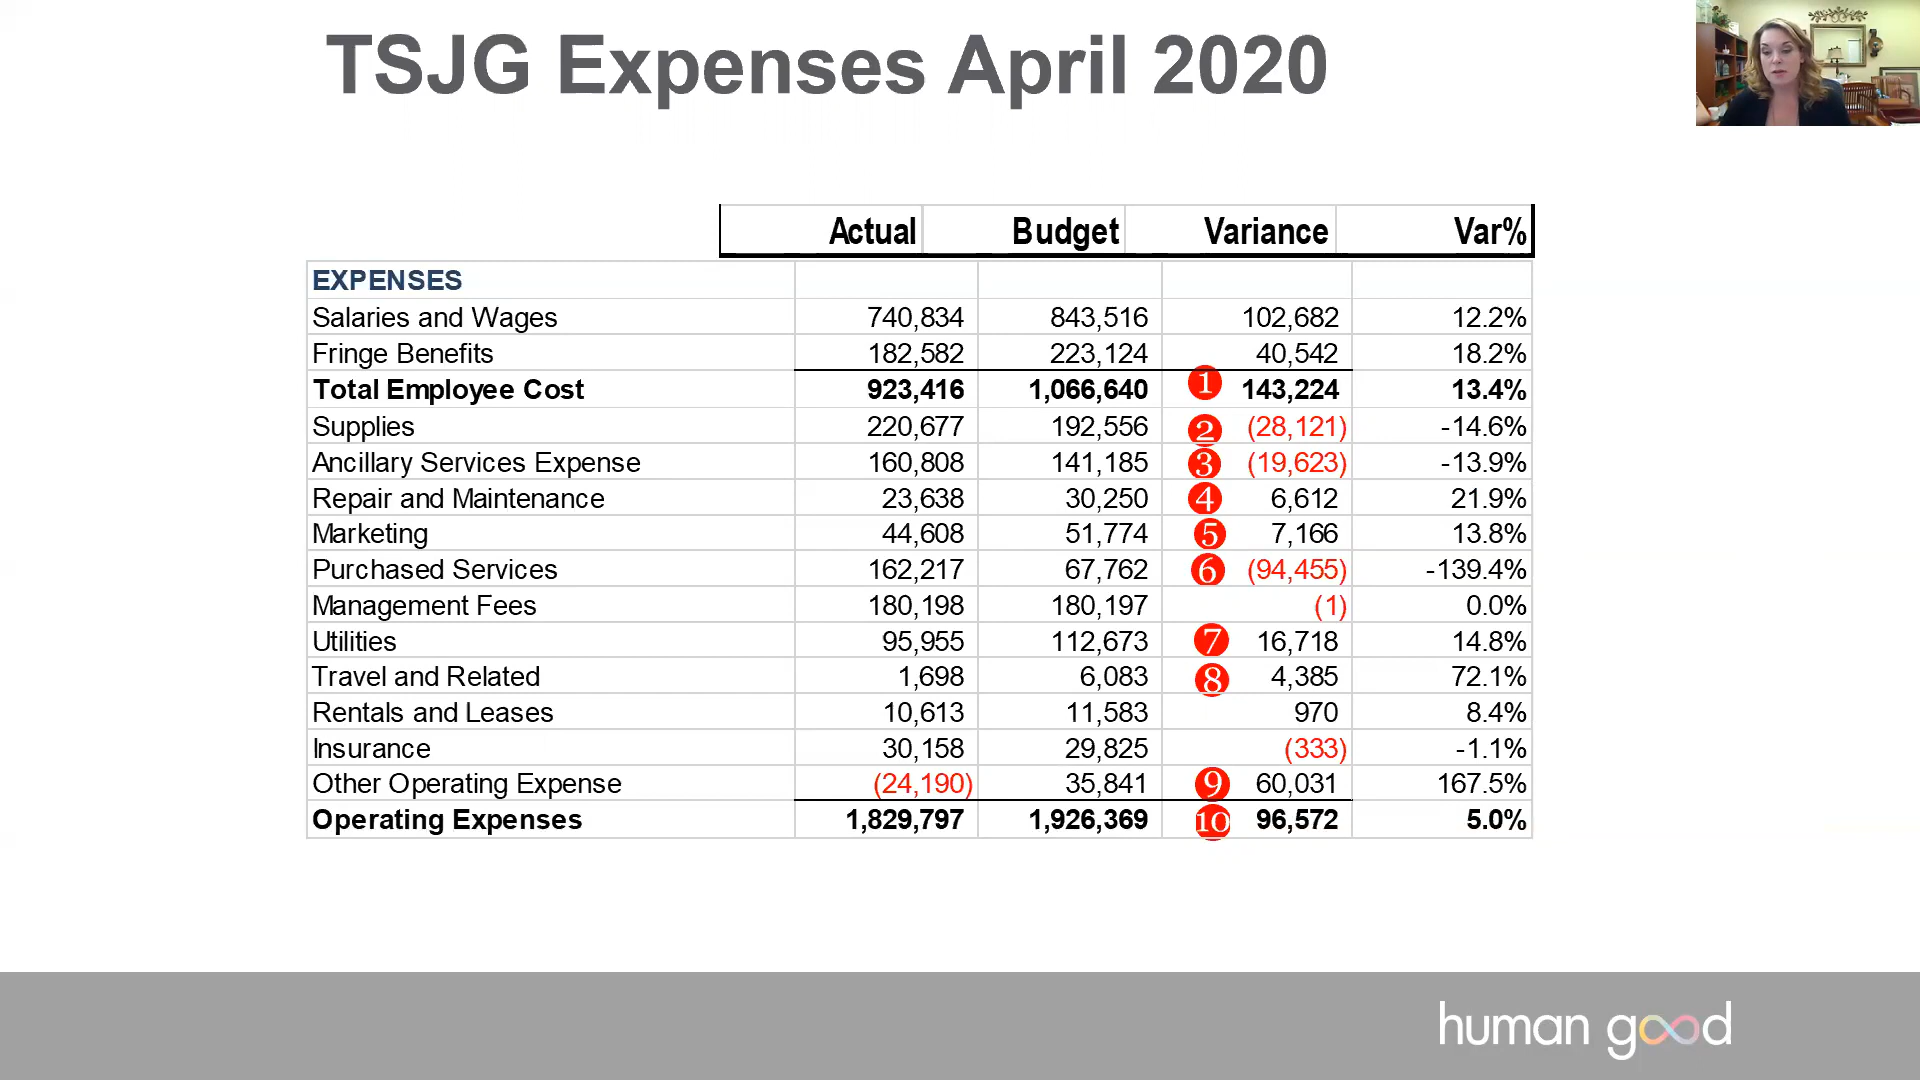 TSJG Expenses April 2020
Actual Budget Variance Var%
EXPENSES
Salaries and Wages 740,834 843,516 102,682 12.2%
Fringe Benefits 182,582 223,124 40,542 18.2%
Total Employee Cost 923,416 1,066,640 1 143,224 13.4%
Supplies 220,677 192,556 2 (28,121) -14.6%
Ancillary Services Expense 160,808 141,185 3 (19,623) -13.9%
Repair and Maintenance 23,638 30,250 4 6,612 21.9%
Marketing 44,608 51,774 5 7,166 13.8%
Purchased Services 162,217 67,762 6 (94,455) -139.4%
Management Fees 180,198 180,197 (1) 0.0%
Utilities 95,955 112,673 7 16,718 14.8%
Travel and Related 1,698 6,083 8 4,385 72.1%
Rentals and Leases 10,613 11,583 970 8.4%
Insurance 30,158 29,825 (333) -1.1%
Other Operating Expense (24,190) 35,841 9 60,031 167.5%
Operating Expenses 1,829,797 1,926,369 10 96,572 5.0%
human good